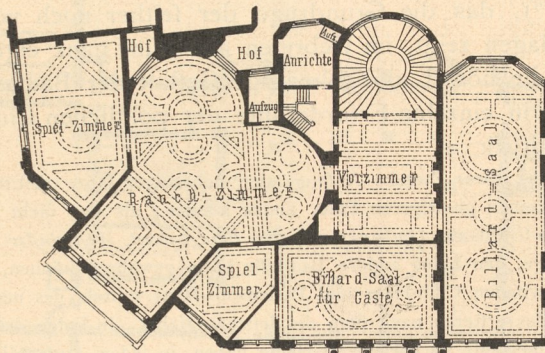 Hof
Hof
Aufz.
Anrichte
Spiel-Zimmer
Aufzug
Rauch-Zimmer
Vorzimmer
Billard-Saal
Spiel-
Zimmer
Billard-Saal
für Gäste